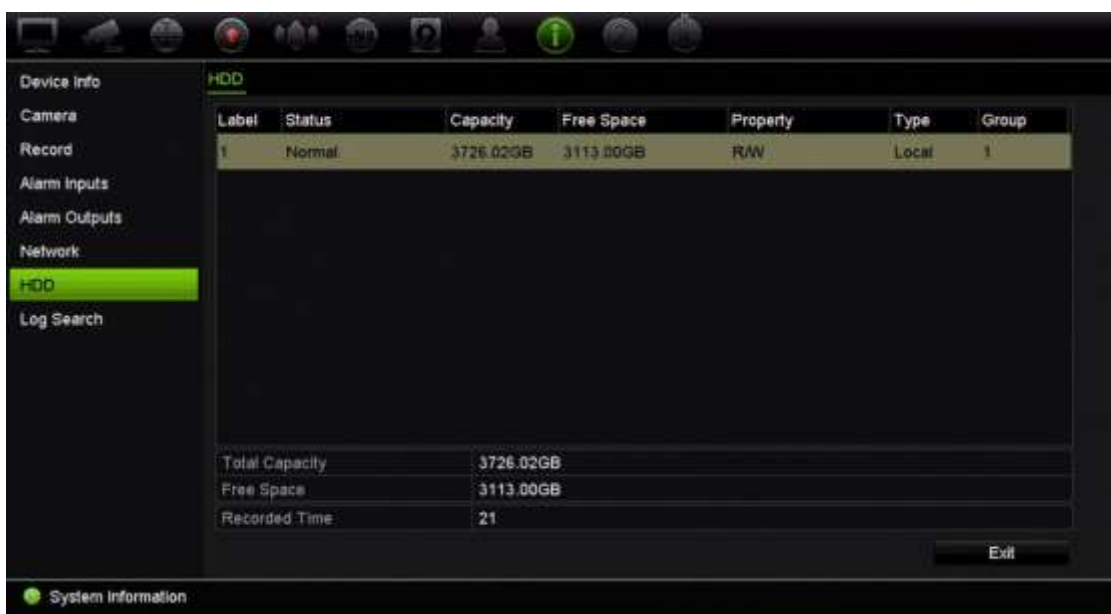 Device Info
HDD
Camera
Label Status Capacity Free Space Property Type Group
Record
1 Normal 3726.02GB 3113.00GB R/W Local 1
Alarm Inputs
Alarm Outputs
Network
HDD
Log Search
Total Capacity 3726.02GB
Free Space 3113.00GB
Recorded Time 21
Exit
System Information